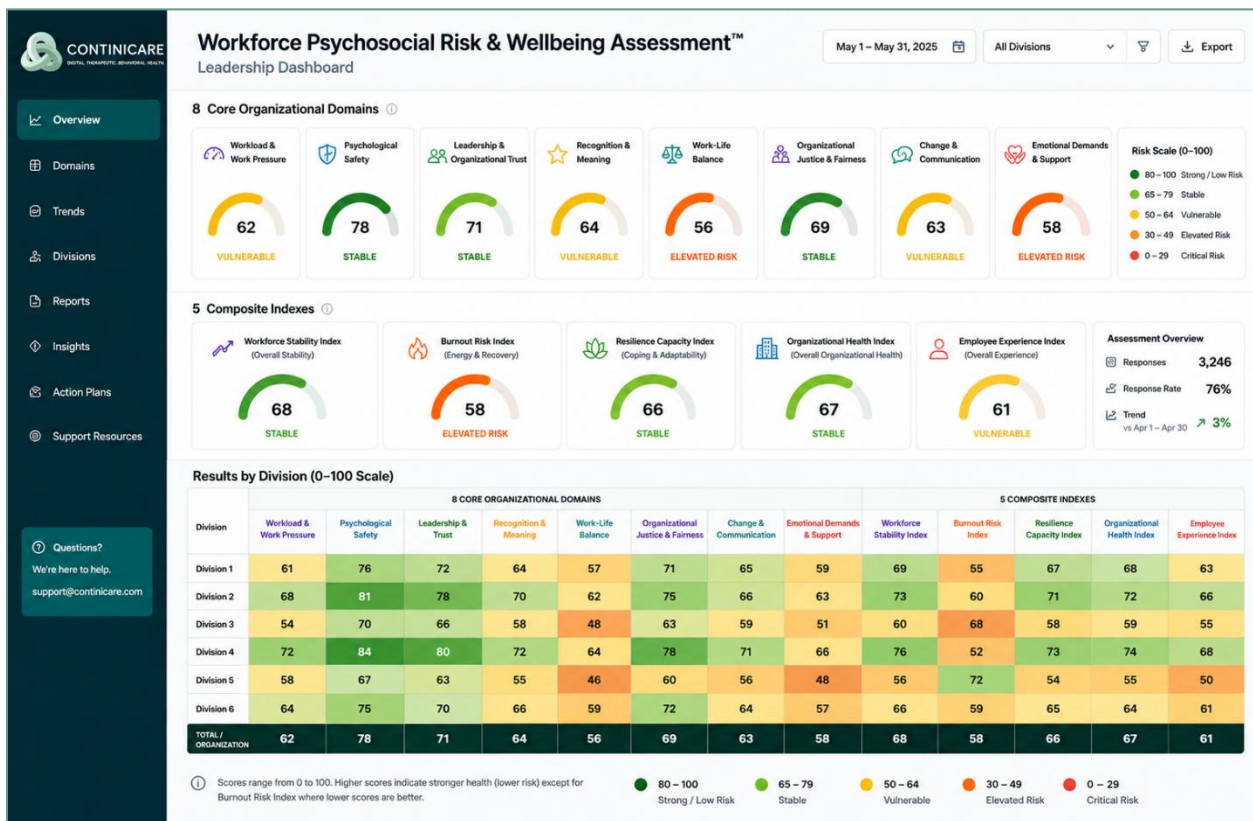 CONTINICARE
DIGITAL. THERAPEUTIC. BEHAVIORAL HEALTH.
Workforce Psychosocial Risk & Wellbeing Assessment™
Leadership Dashboard
May 1 – May 31, 2025
All Divisions
Export
Overview
Domains
Trends
Divisions
Reports
Insights
Action Plans
Support Resources
Questions?
We're here to help.
support@continicare.com
8 Core Organizational Domains
Workload &
Work Pressure
62
VULNERABLE
Psychological
Safety
78
STABLE
Leadership &
Organizational Trust
71
STABLE
Recognition &
Meaning
64
VULNERABLE
Work-Life
Balance
56
ELEVATED RISK
Organizational
Justice & Fairness
69
STABLE
Change &
Communication
63
VULNERABLE
Emotional Demands
& Support
58
ELEVATED RISK
Risk Scale (0–100)
80 – 100 Strong / Low Risk
65 – 79 Stable
50 – 64 Vulnerable
30 – 49 Elevated Risk
0 – 29 Critical Risk
5 Composite Indexes
Workforce Stability Index
(Overall Stability)
68
STABLE
Burnout Risk Index
(Energy & Recovery)
58
ELEVATED RISK
Resilience Capacity Index
(Coping & Adaptability)
66
STABLE
Organizational Health Index
(Overall Organizational Health)
67
STABLE
Employee Experience Index
(Overall Experience)
61
VULNERABLE
Assessment Overview
Responses 3,246
Response Rate 76%
Trend
vs Apr 1 – Apr 30 ↗ 3%
Results by Division (0–100 Scale)
8 CORE ORGANIZATIONAL DOMAINS 5 COMPOSITE INDEXES
Division
Workload &
Work Pressure
Psychological
Safety
Leadership &
Trust
Recognition &
Meaning
Work-Life
Balance
Organizational
Justice & Fairness
Change &
Communication
Emotional Demands
& Support
Workforce
Stability Index
Burnout Risk
Index
Resilience
Capacity Index
Organizational
Health Index
Employee
Experience Index
Division 1 61 76 72 64 57 71 65 59 69 55 67 68 63
Division 2 68 81 78 70 62 75 66 63 73 60 71 72 66
Division 3 54 70 66 58 48 63 59 51 60 68 58 59 55
Division 4 72 84 80 72 64 78 71 66 76 52 73 74 68
Division 5 58 67 63 55 46 60 56 48 56 72 54 55 50
Division 6 64 75 70 66 59 72 64 57 66 59 65 64 61
TOTAL /
ORGANIZATION 62 78 71 64 56 69 63 58 68 58 66 67 61
Scores range from 0 to 100. Higher scores indicate stronger health (lower risk) except for
Burnout Risk Index where lower scores are better.
80 – 100
Strong / Low Risk
65 – 79
Stable
50 – 64
Vulnerable
30 – 49
Elevated Risk
0 – 29
Critical Risk